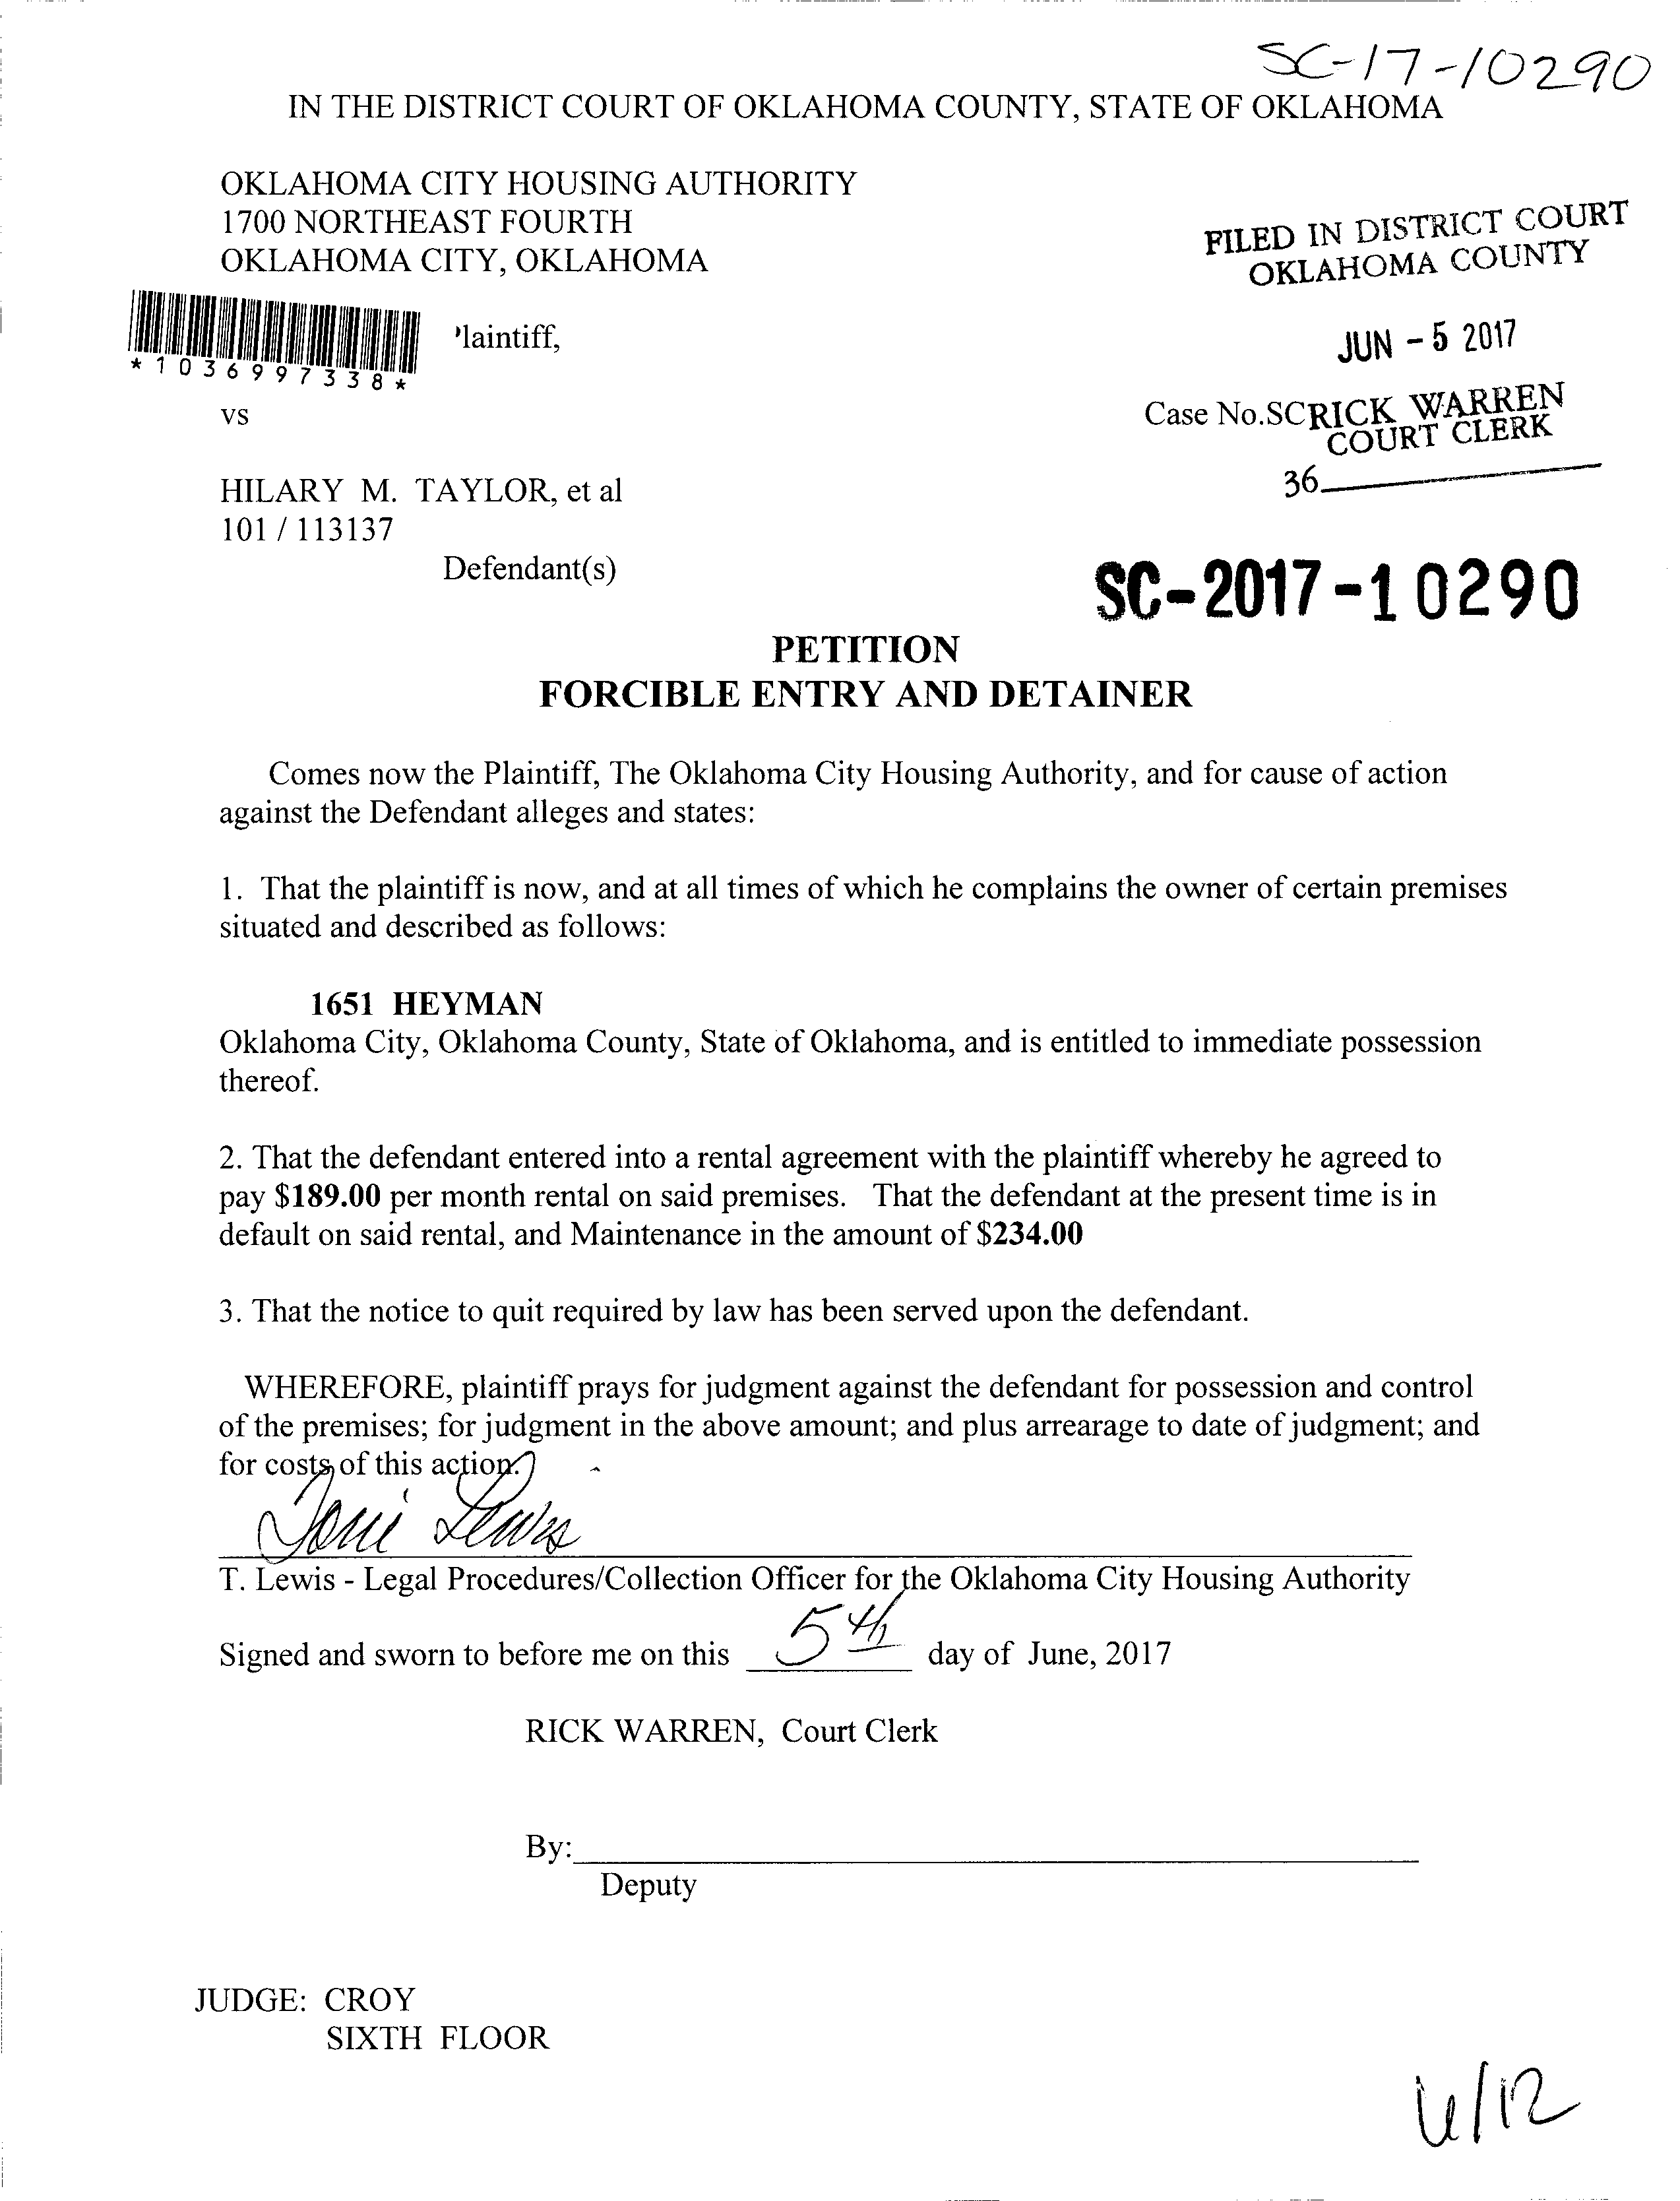 SC-17-10290
IN THE DISTRICT COURT OF OKLAHOMA COUNTY, STATE OF OKLAHOMA
OKLAHOMA CITY HOUSING AUTHORITY
1700 NORTHEAST FOURTH
OKLAHOMA CITY, OKLAHOMA
FILED IN DISTRICT COURT
OKLAHOMA COUNTY
JUN - 5 2017
laintiff,
*1036997338*
vs
Case No.SC
RICK WARREN
COURT CLERK
36
HILARY M. TAYLOR, et al
101 / 113137
Defendant(s)
SC-2017-10290
PETITION
FORCIBLE ENTRY AND DETAINER
Comes now the Plaintiff, The Oklahoma City Housing Authority, and for cause of action
against the Defendant alleges and states:
1. That the plaintiff is now, and at all times of which he complains the owner of certain premises
situated and described as follows:
1651 HEYMAN
Oklahoma City, Oklahoma County, State of Oklahoma, and is entitled to immediate possession
thereof.
2. That the defendant entered into a rental agreement with the plaintiff whereby he agreed to
pay $189.00 per month rental on said premises. That the defendant at the present time is in
default on said rental, and Maintenance in the amount of $234.00
3. That the notice to quit required by law has been served upon the defendant.
WHEREFORE, plaintiff prays for judgment against the defendant for possession and control
of the premises; for judgment in the above amount; and plus arrearage to date of judgment; and
for costs of this action.
Toni Lewis
T. Lewis - Legal Procedures/Collection Officer for the Oklahoma City Housing Authority
Signed and sworn to before me on this 5th day of June, 2017
RICK WARREN, Court Clerk
By:
Deputy
JUDGE: CROY
SIXTH FLOOR
6/12